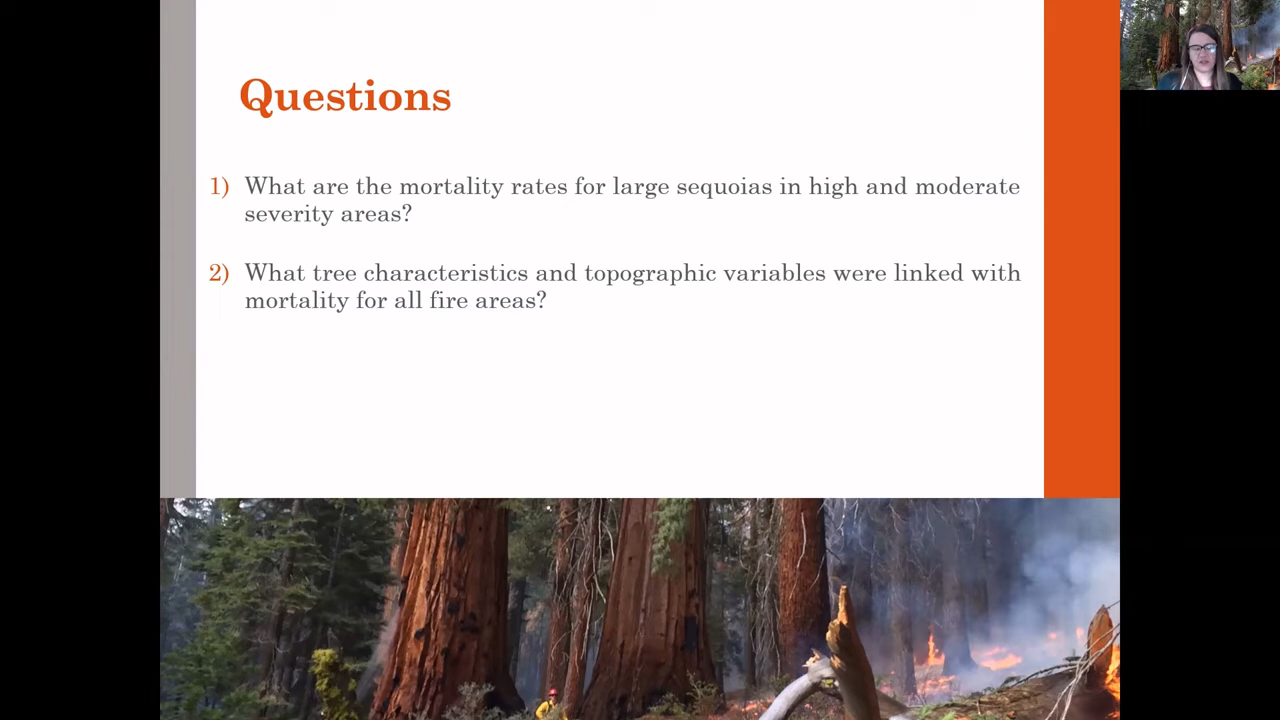 Questions
1) What are the mortality rates for large sequoias in high and moderate
severity areas?
2) What tree characteristics and topographic variables were linked with
mortality for all fire areas?